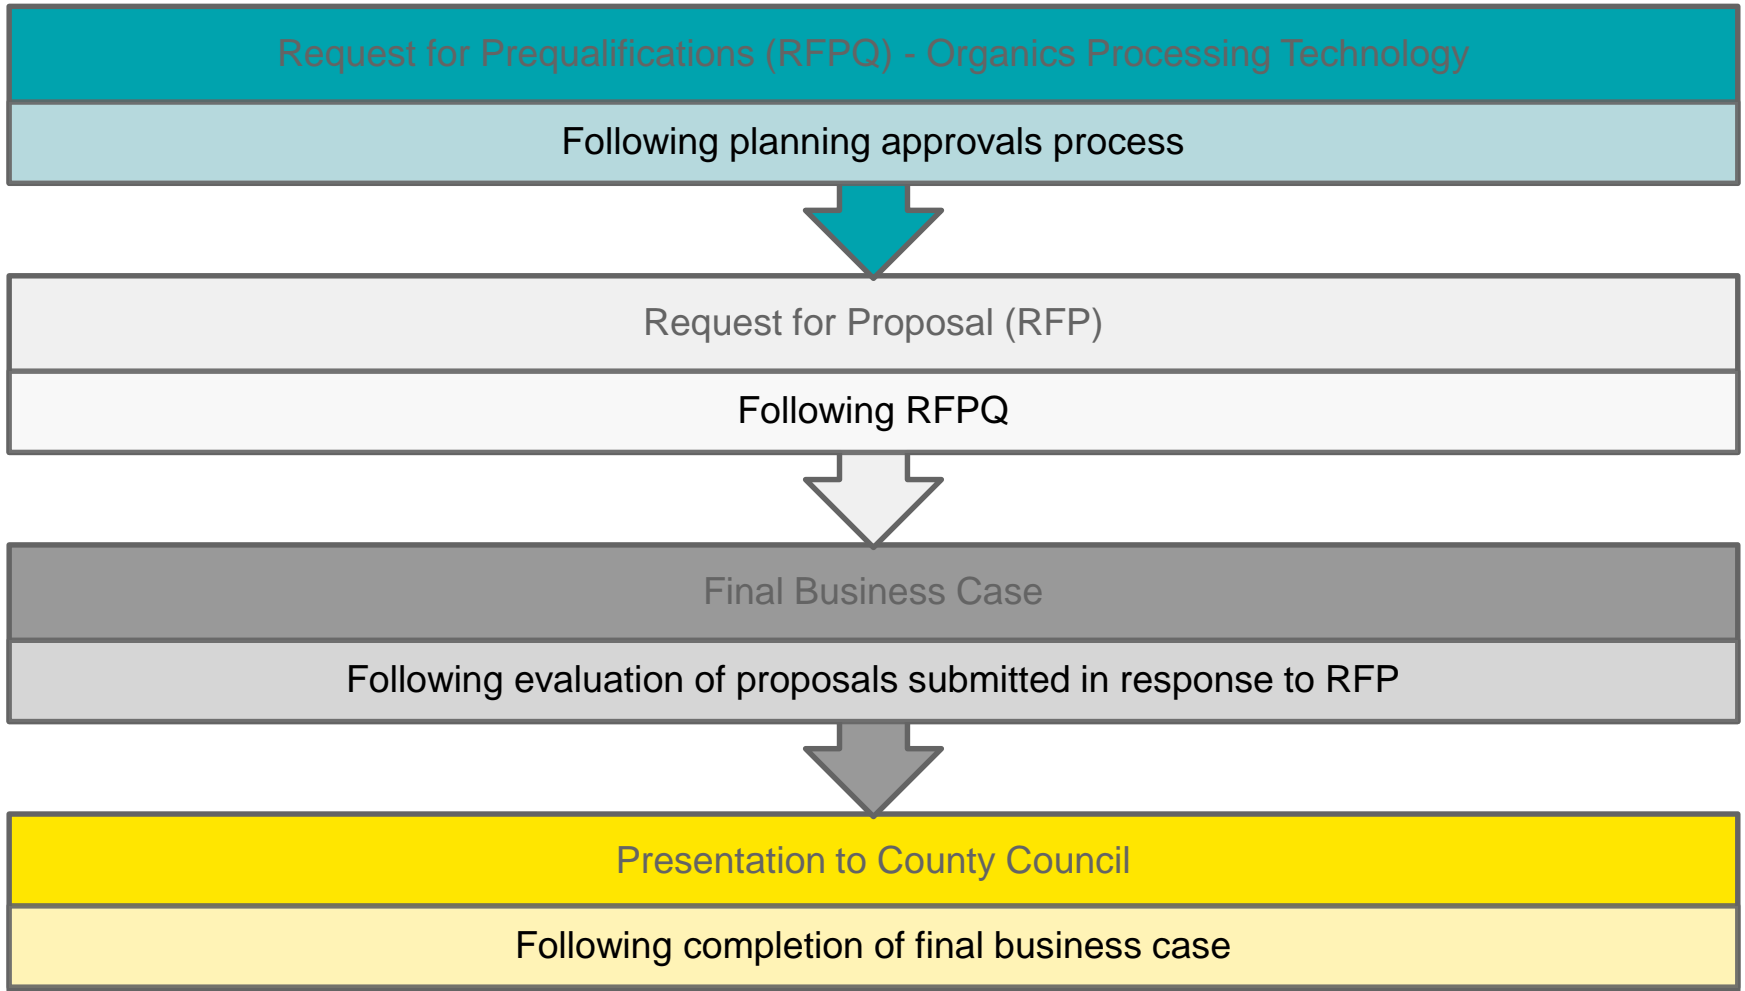 Request for Prequalifications (RFPQ) - Organics Processing Technology
Following planning approvals process
Request for Proposal (RFP)
Following RFPQ
Final Business Case
Following evaluation of proposals submitted in response to RFP
Presentation to County Council
Following completion of final business case